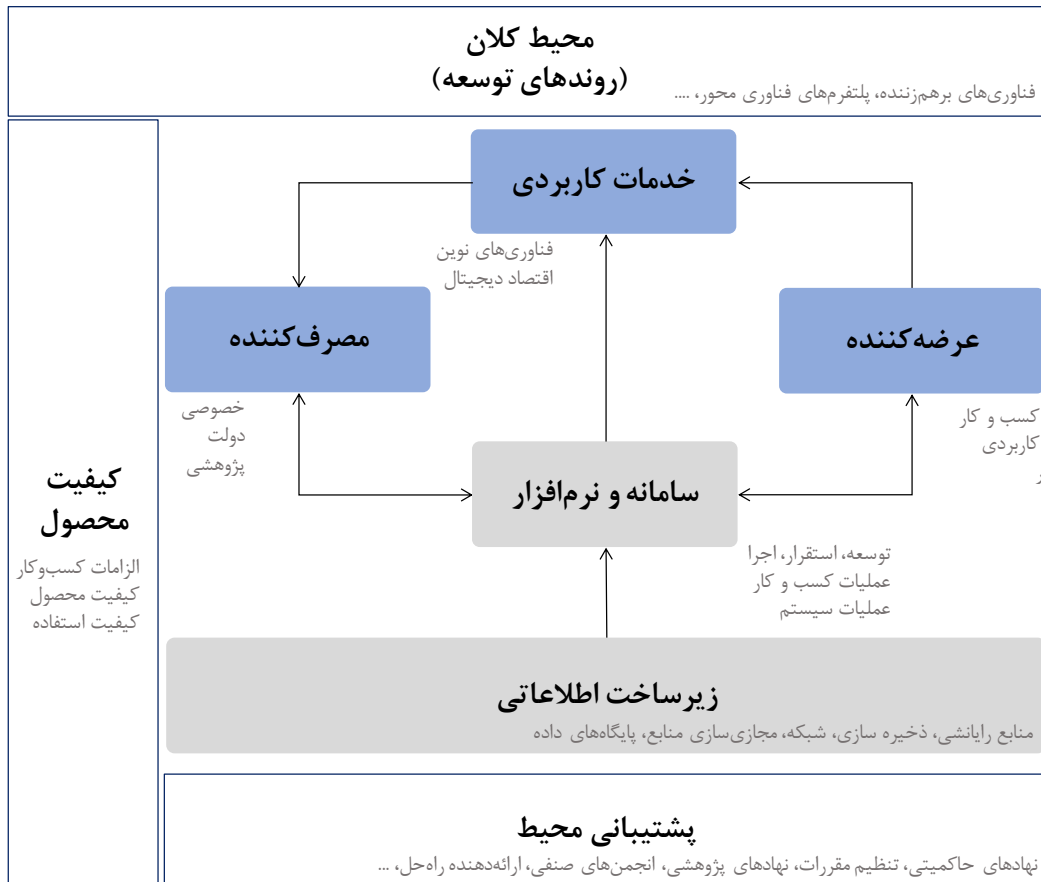 محیط کلان
(روندهای توسعه)
فناوری‌های برهم‌زننده، پلتفرم‌های فناوری محور، ....
خدمات کاربردی
فناوری‌های نوین
اقتصاد دیجیتال
عرضه‌کننده
مصرف‌کننده
کسب و کار
کاربردی
ر
خصوصی
دولت
پژوهشی
سامانه و نرم‌افزار
توسعه، استقرار، اجرا
عملیات کسب و کار
عملیات سیستم
کیفیت
محصول
الزامات کسب‌وکار
کیفیت محصول
کیفیت استفاده
زیرساخت اطلاعاتی
منابع رایانشی، ذخیره سازی، شبکه، مجازی‌سازی منابع، پایگاه‌های داده
پشتیبانی محیط
نهادهای حاکمیتی، تنظیم مقررات، نهادهای پژوهشی، انجمن‌های صنفی، ارائه‌دهنده راه‌حل، ...